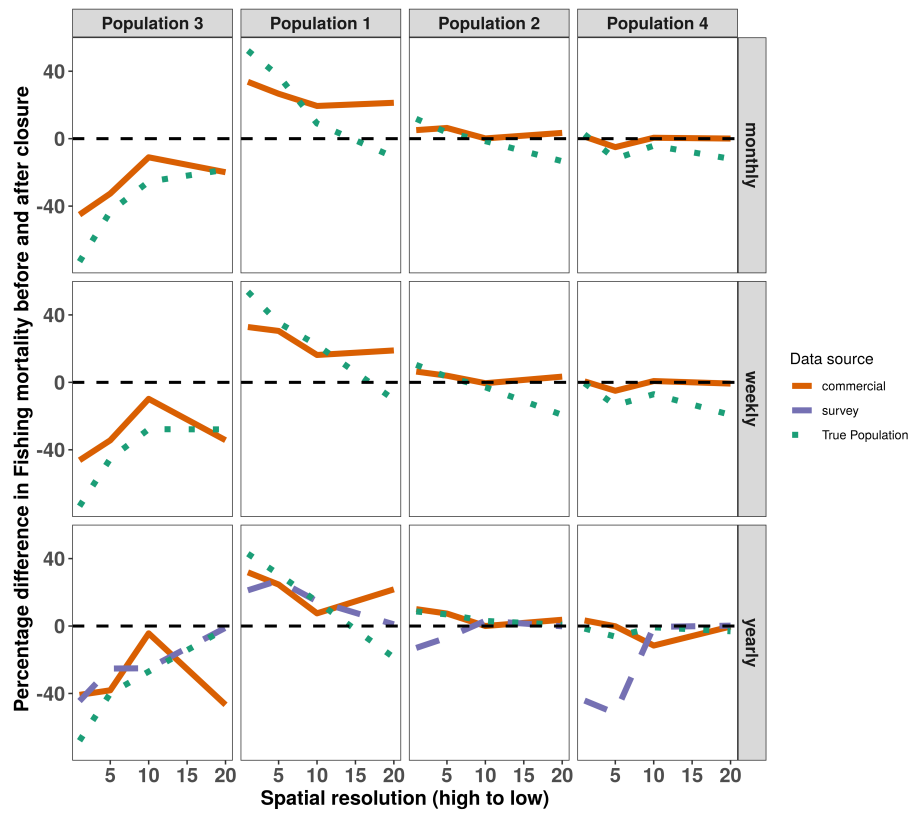 Population 3 Population 1 Population 2 Population 4
Percentage difference in Fishing mortality before and after closure
40
0
-40
monthly
40
0
-40
weekly
40
0
-40
yearly
5 10 15 20 5 10 15 20 5 10 15 20 5 10 15 20
Spatial resolution (high to low)
Data source
commercial
survey
True Population